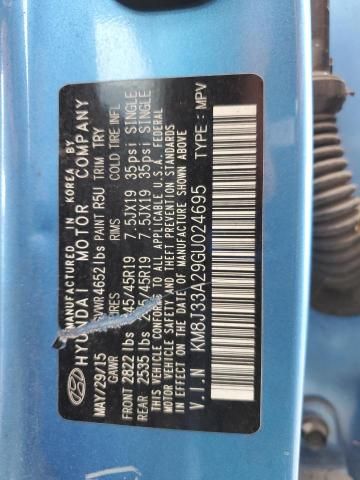 MANUFACTURED IN KOREA BY
HYUNDAI MOTOR COMPANY
MAY/29/15 GVWR 4652 lbs PAINT R5U TRIM TRY
GAWR TIRES RIMS COLD TIRE INFL
FRONT 2822 lbs 245/45R19 7.5JX19 35psi SINGLE
REAR 2535 lbs 245/45R19 7.5JX19 35psi SINGLE
THIS VEHICLE CONFORMS TO ALL APPLICABLE U.S.A. FEDERAL
MOTOR VEHICLE SAFETY, BUMPER, AND THEFT PREVENTION
STANDARDS IN EFFECT ON THE DATE OF MANUFACTURE SHOWN ABOVE.
V.I.N : KM8J33A29GU024695 TYPE : MPV